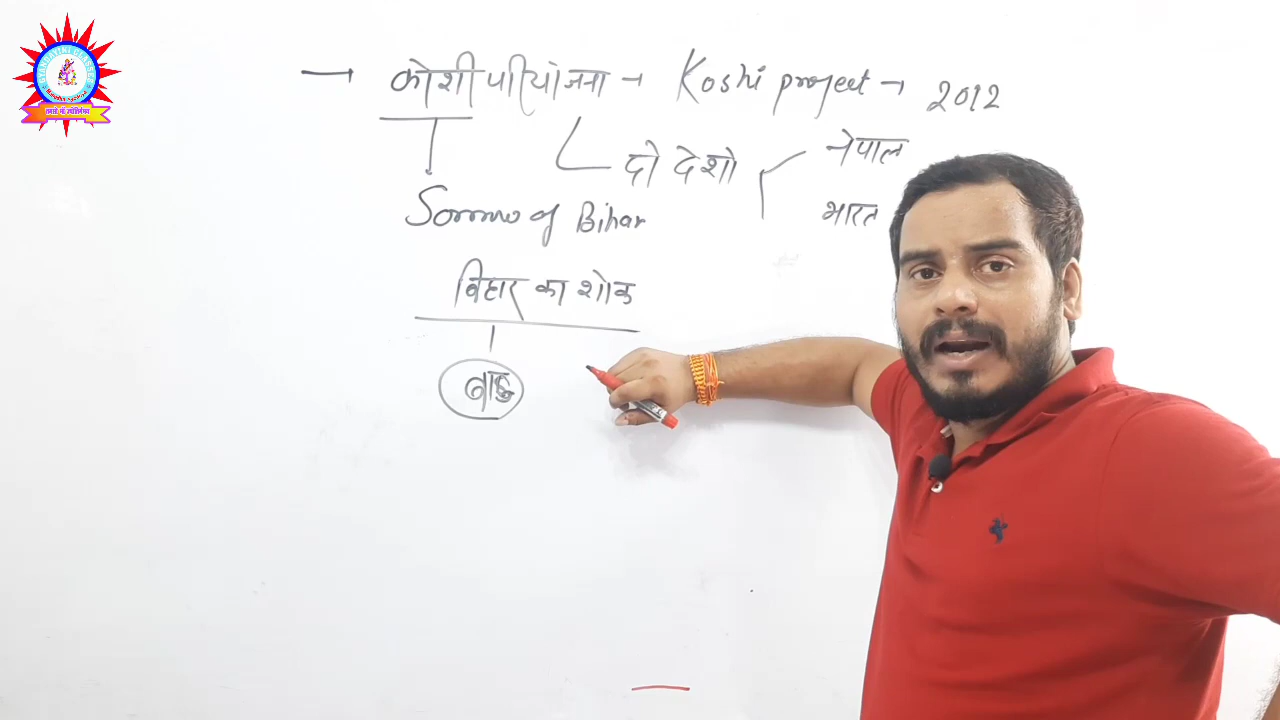 → कोशी परियोजना → Koshi project → 2012
दो देशो
नेपाल
भारत
Sorrow of Bihar
बिहार का शोक
बाढ़